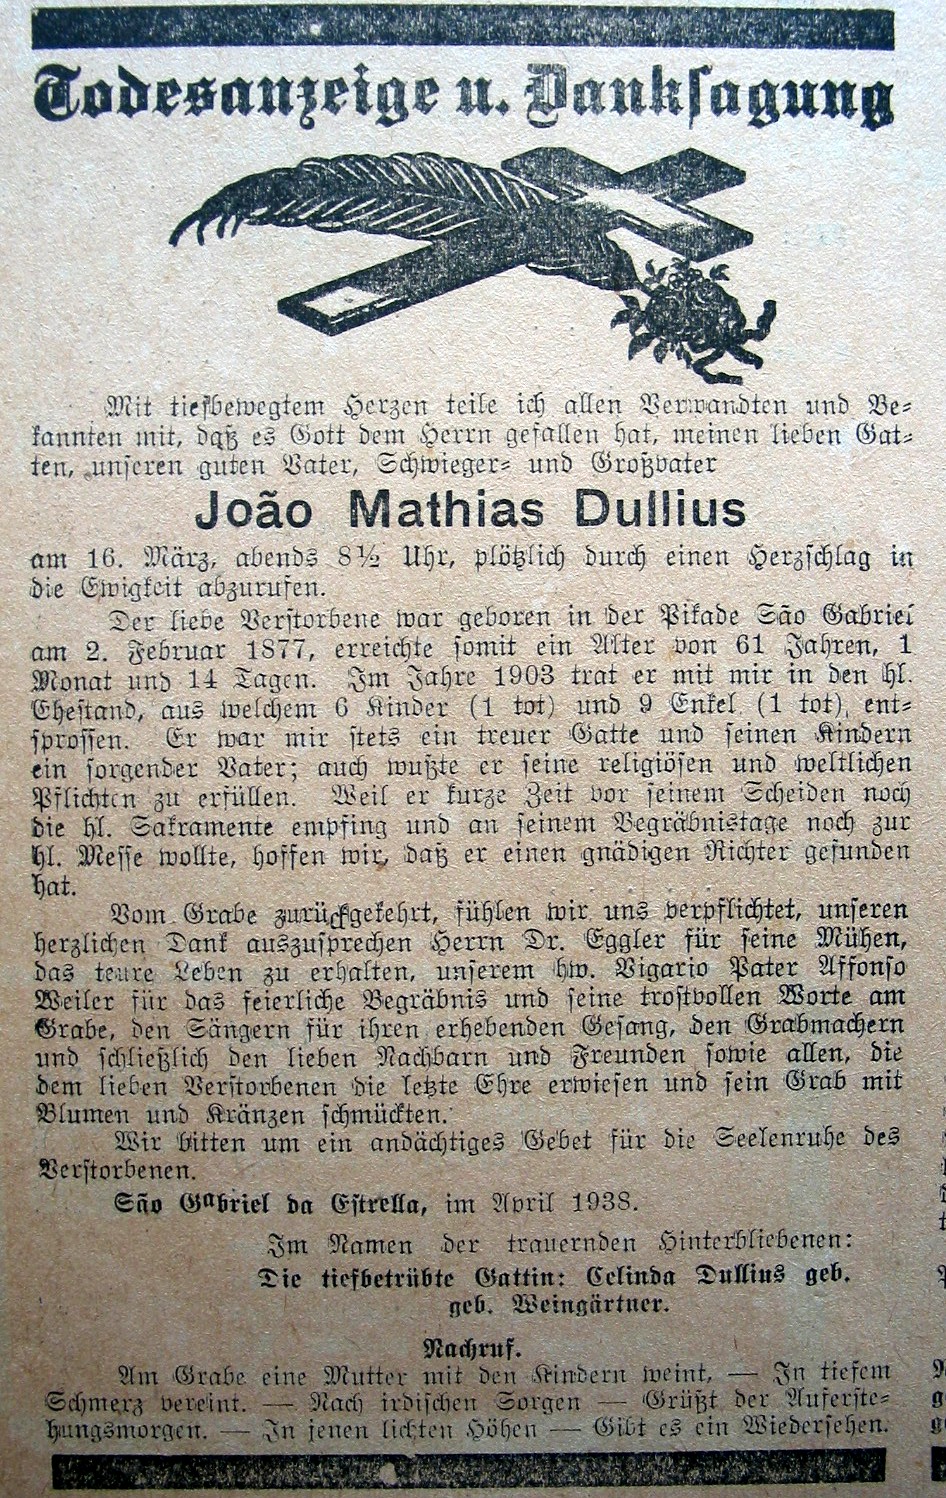 Todesanzeige u. Danksagung
Mit tiefbewegtem Herzen teile ich allen Verwandten und Be-
kannten mit, daß es Gott dem Herrn gefallen hat, meinen lieben Gat-
ten, unseren guten Vater, Schwieger- und Großvater
João Mathias Dullius
am 16. März, abends 8½ Uhr, plötzlich durch einen Herzschlag in
die Ewigkeit abzurufen.
Der liebe Verstorbene war geboren in der Pikade São Gabriel
am 2. Februar 1877, erreichte somit ein Alter von 61 Jahren, 1
Monat und 14 Tagen. Im Jahre 1903 trat er mit mir in den hl.
Ehestand, aus welchem 6 Kinder (1 tot) und 9 Enkel (1 tot), ent-
sprossen. Er war mir stets ein treuer Gatte und seinen Kindern
ein sorgender Vater; auch wußte er seine religiösen und weltlichen
Pflichten zu erfüllen. Weil er kurze Zeit vor seinem Scheiden noch
die hl. Sakramente empfing und an seinem Begräbnistage noch zur
hl. Messe wollte, hoffen wir, daß er einen gnädigen Richter gefunden
hat.
Vom Grabe zurückgekehrt, fühlen wir uns verpflichtet, unseren
herzlichen Dank auszusprechen Herrn Dr. Eggler für seine Mühen,
das teure Leben zu erhalten, unserem hw. Vigario Pater Affonso
Weiler für das feierliche Begräbnis und seine trostvollen Worte am
Grabe, den Sängern für ihren erhebenden Gesang, den Grabmachern
und schließlich den lieben Nachbarn und Freunden sowie allen, die
dem lieben Verstorbenen die letzte Ehre erwiesen und sein Grab mit
Blumen und Kränzen schmückten.
Wir bitten um ein andächtiges Gebet für die Seelenruhe des
Verstorbenen.
São Gabriel da Estrella, im April 1938.
Im Namen der trauernden Hinterbliebenen:
Die tiefbetrübte Gattin: Celinda Dullius geb.
geb. Weingärtner.
Nachruf.
Am Grabe eine Mutter mit den Kindern weint, — In tiefem
Schmerz vereint. — Nach irdischen Sorgen — Grüßt der Auferste-
hungsmorgen. — In jenen lichten Höhen — Gibt es ein Wiedersehen.